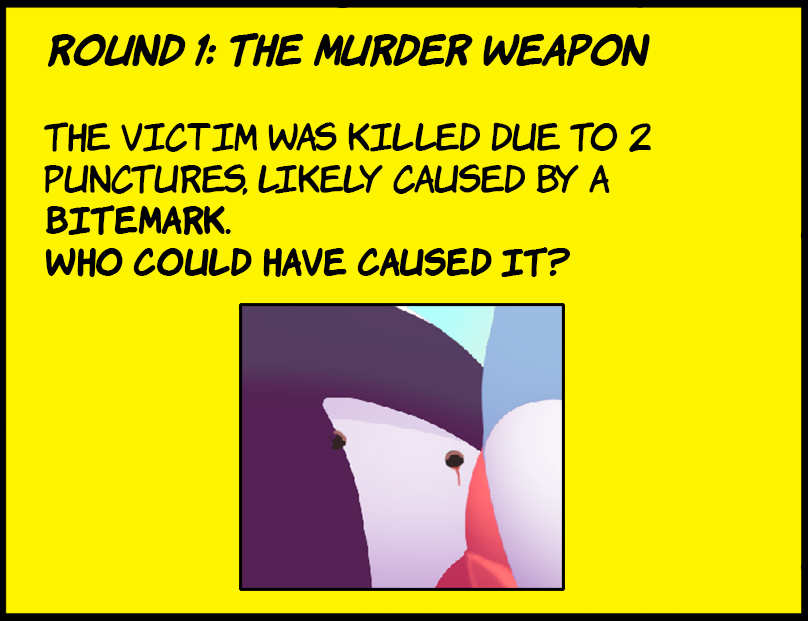 ROUND 1: THE MURDER WEAPON
THE VICTIM WAS KILLED DUE TO 2
PUNCTURES, LIKELY CAUSED BY A
BITEMARK.
WHO COULD HAVE CAUSED IT?